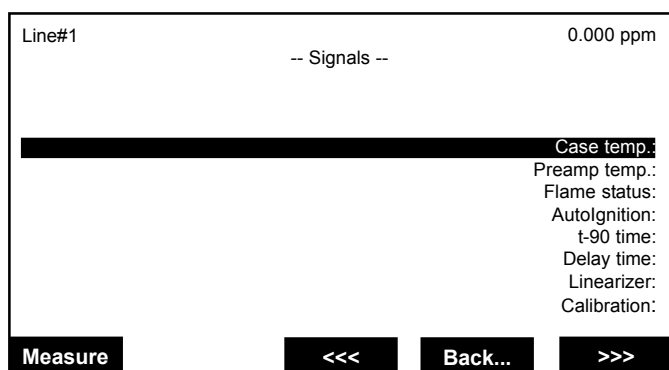 Line#1 0.000 ppm
-- Signals --
Case temp.:
Preamp temp.:
Flame status:
AutoIgnition:
t-90 time:
Delay time:
Linearizer:
Calibration:
Measure <<< Back... >>>